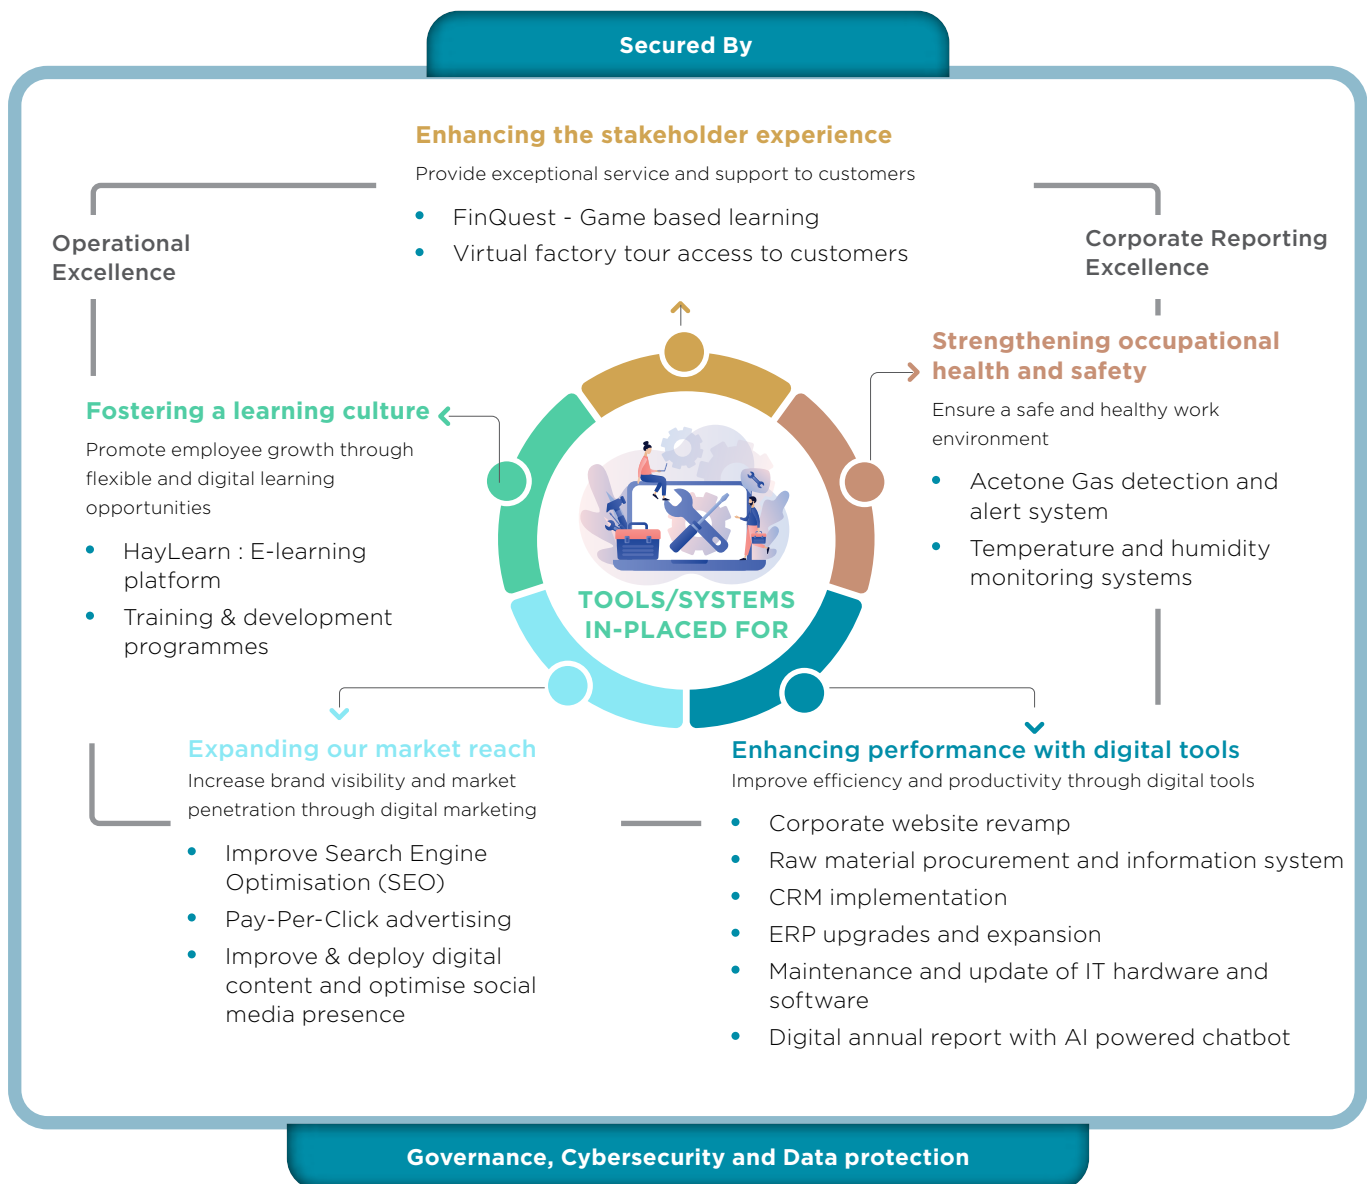 Secured By
Enhancing the stakeholder experience
Provide exceptional service and support to customers
• FinQuest - Game based learning
• Virtual factory tour access to customers
Operational
Excellence
Corporate Reporting
Excellence
Strengthening occupational
health and safety
Ensure a safe and healthy work
environment
• Acetone Gas detection and
alert system
• Temperature and humidity
monitoring systems
Fostering a learning culture
Promote employee growth through
flexible and digital learning
opportunities
• HayLearn : E-learning
platform
• Training & development
programmes
TOOLS/SYSTEMS
IN-PLACED FOR
Expanding our market reach
Increase brand visibility and market
penetration through digital marketing
• Improve Search Engine
Optimisation (SEO)
• Pay-Per-Click advertising
• Improve & deploy digital
content and optimise social
media presence
Enhancing performance with digital tools
Improve efficiency and productivity through digital tools
• Corporate website revamp
• Raw material procurement and information system
• CRM implementation
• ERP upgrades and expansion
• Maintenance and update of IT hardware and
software
• Digital annual report with AI powered chatbot
Governance, Cybersecurity and Data protection